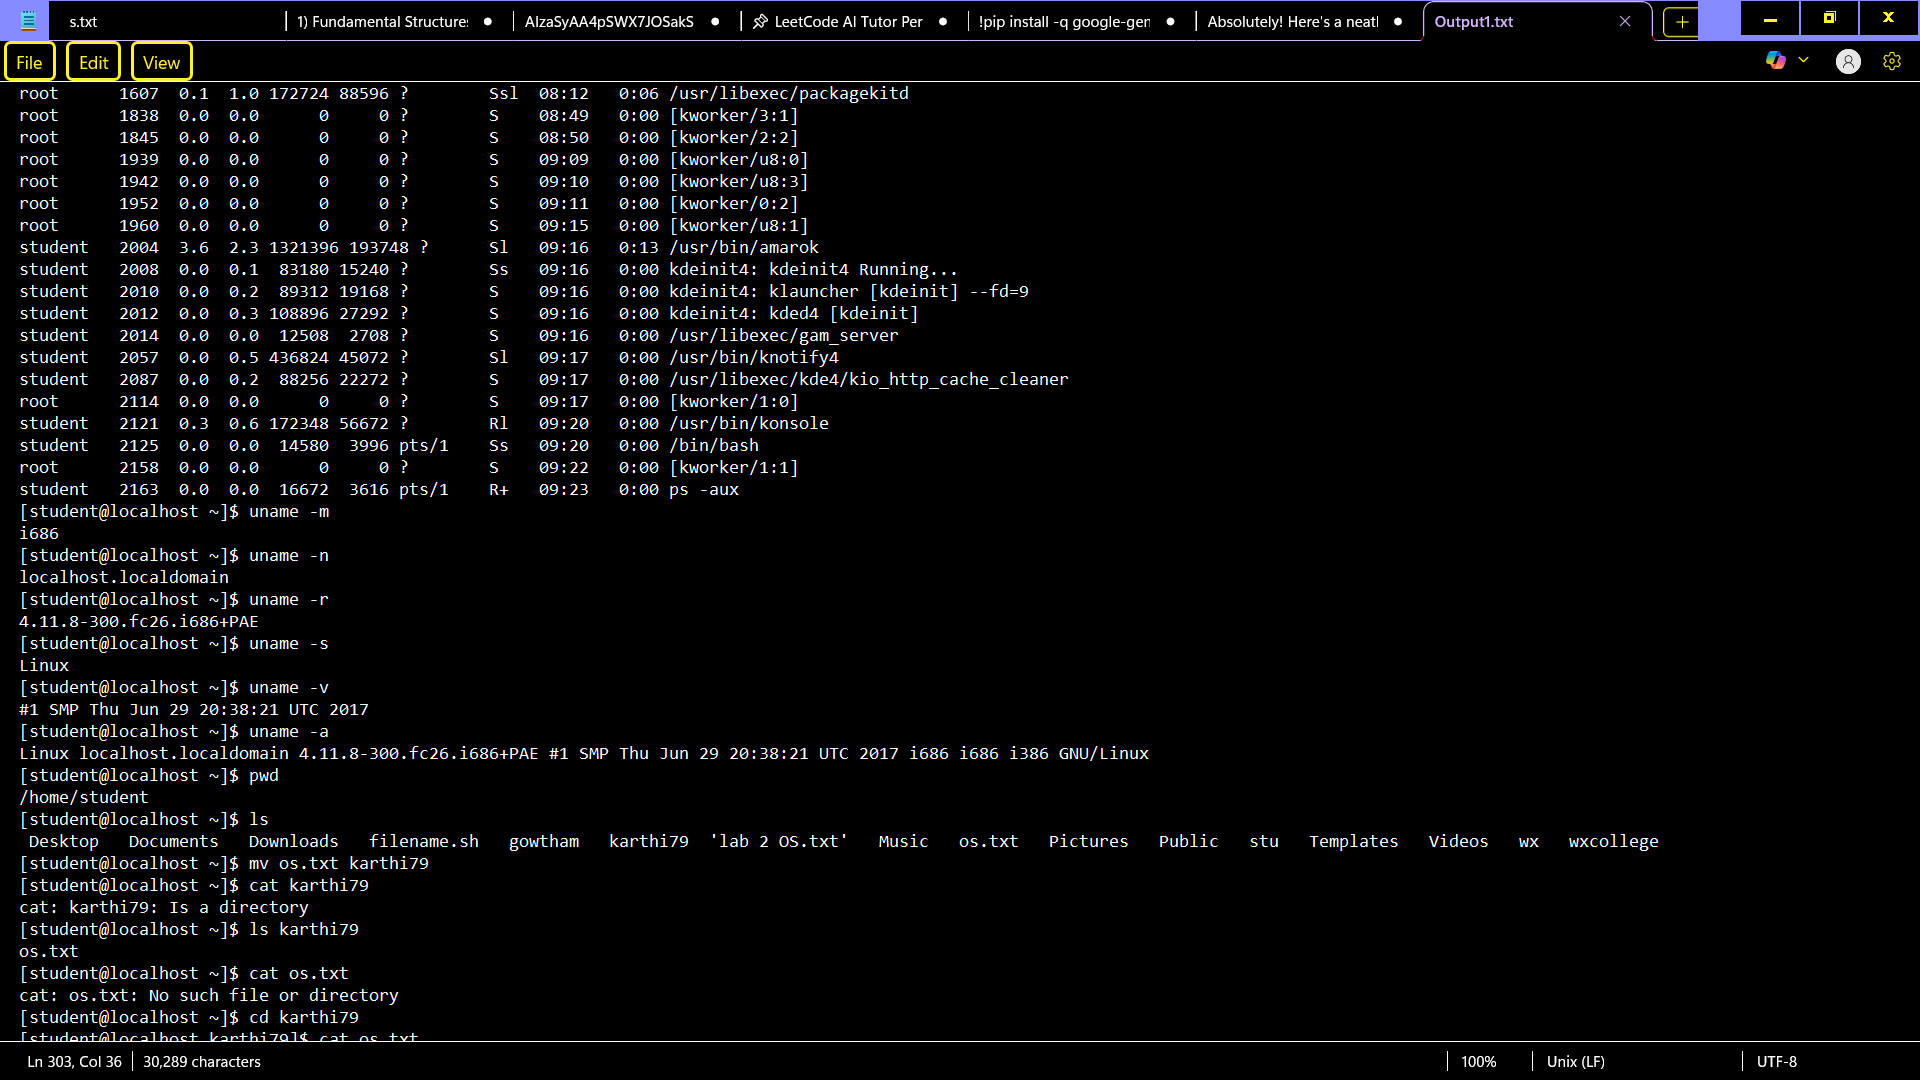 s.txt
1) Fundamental Structure
AIzaSyAA4pSWX7JOSakS
LeetCode AI Tutor Per
!pip install -q google-gen
Absolutely! Here's a neat
Output1.txt
File Edit View
root 1607 0.1 1.0 172724 88596 ? Ssl 08:12 0:06 /usr/libexec/packagekitd
root 1838 0.0 0.0 0 0 ? S 08:49 0:00 [kworker/3:1]
root 1845 0.0 0.0 0 0 ? S 08:50 0:00 [kworker/2:2]
root 1939 0.0 0.0 0 0 ? S 09:09 0:00 [kworker/u8:0]
root 1942 0.0 0.0 0 0 ? S 09:10 0:00 [kworker/u8:3]
root 1952 0.0 0.0 0 0 ? S 09:11 0:00 [kworker/0:2]
root 1960 0.0 0.0 0 0 ? S 09:15 0:00 [kworker/u8:1]
student 2004 3.6 2.3 1321396 193748 ? Sl 09:16 0:13 /usr/bin/amarok
student 2008 0.0 0.1 83180 15240 ? Ss 09:16 0:00 kdeinit4: kdeinit4 Running...
student 2010 0.0 0.2 89312 19168 ? S 09:16 0:00 kdeinit4: klauncher [kdeinit] --fd=9
student 2012 0.0 0.3 108896 27292 ? S 09:16 0:00 kdeinit4: kded4 [kdeinit]
student 2014 0.0 0.0 12508 2708 ? S 09:16 0:00 /usr/libexec/gam_server
student 2057 0.0 0.5 436824 45072 ? Sl 09:17 0:00 /usr/bin/knotify4
student 2087 0.0 0.2 88256 22272 ? S 09:17 0:00 /usr/libexec/kde4/kio_http_cache_cleaner
root 2114 0.0 0.0 0 0 ? S 09:17 0:00 [kworker/1:0]
student 2121 0.3 0.6 172348 56672 ? Rl 09:20 0:00 /usr/bin/konsole
student 2125 0.0 0.0 14580 3996 pts/1 Ss 09:20 0:00 /bin/bash
root 2158 0.0 0.0 0 0 ? S 09:22 0:00 [kworker/1:1]
student 2163 0.0 0.0 16672 3616 pts/1 R+ 09:23 0:00 ps -aux
[student@localhost ~]$ uname -m
i686
[student@localhost ~]$ uname -n
localhost.localdomain
[student@localhost ~]$ uname -r
4.11.8-300.fc26.i686+PAE
[student@localhost ~]$ uname -s
Linux
[student@localhost ~]$ uname -v
#1 SMP Thu Jun 29 20:38:21 UTC 2017
[student@localhost ~]$ uname -a
Linux localhost.localdomain 4.11.8-300.fc26.i686+PAE #1 SMP Thu Jun 29 20:38:21 UTC 2017 i686 i686 i386 GNU/Linux
[student@localhost ~]$ pwd
/home/student
[student@localhost ~]$ ls
Desktop Documents Downloads filename.sh gowtham karthi79 'lab 2 OS.txt' Music os.txt Pictures Public stu Templates Videos wx wxcollege
[student@localhost ~]$ mv os.txt karthi79
[student@localhost ~]$ cat karthi79
cat: karthi79: Is a directory
[student@localhost ~]$ ls karthi79
os.txt
[student@localhost ~]$ cat os.txt
cat: os.txt: No such file or directory
[student@localhost ~]$ cd karthi79
[student@localhost karthi79]$ cat os.txt
Ln 303, Col 36 30,289 characters 100% Unix (LF) UTF-8